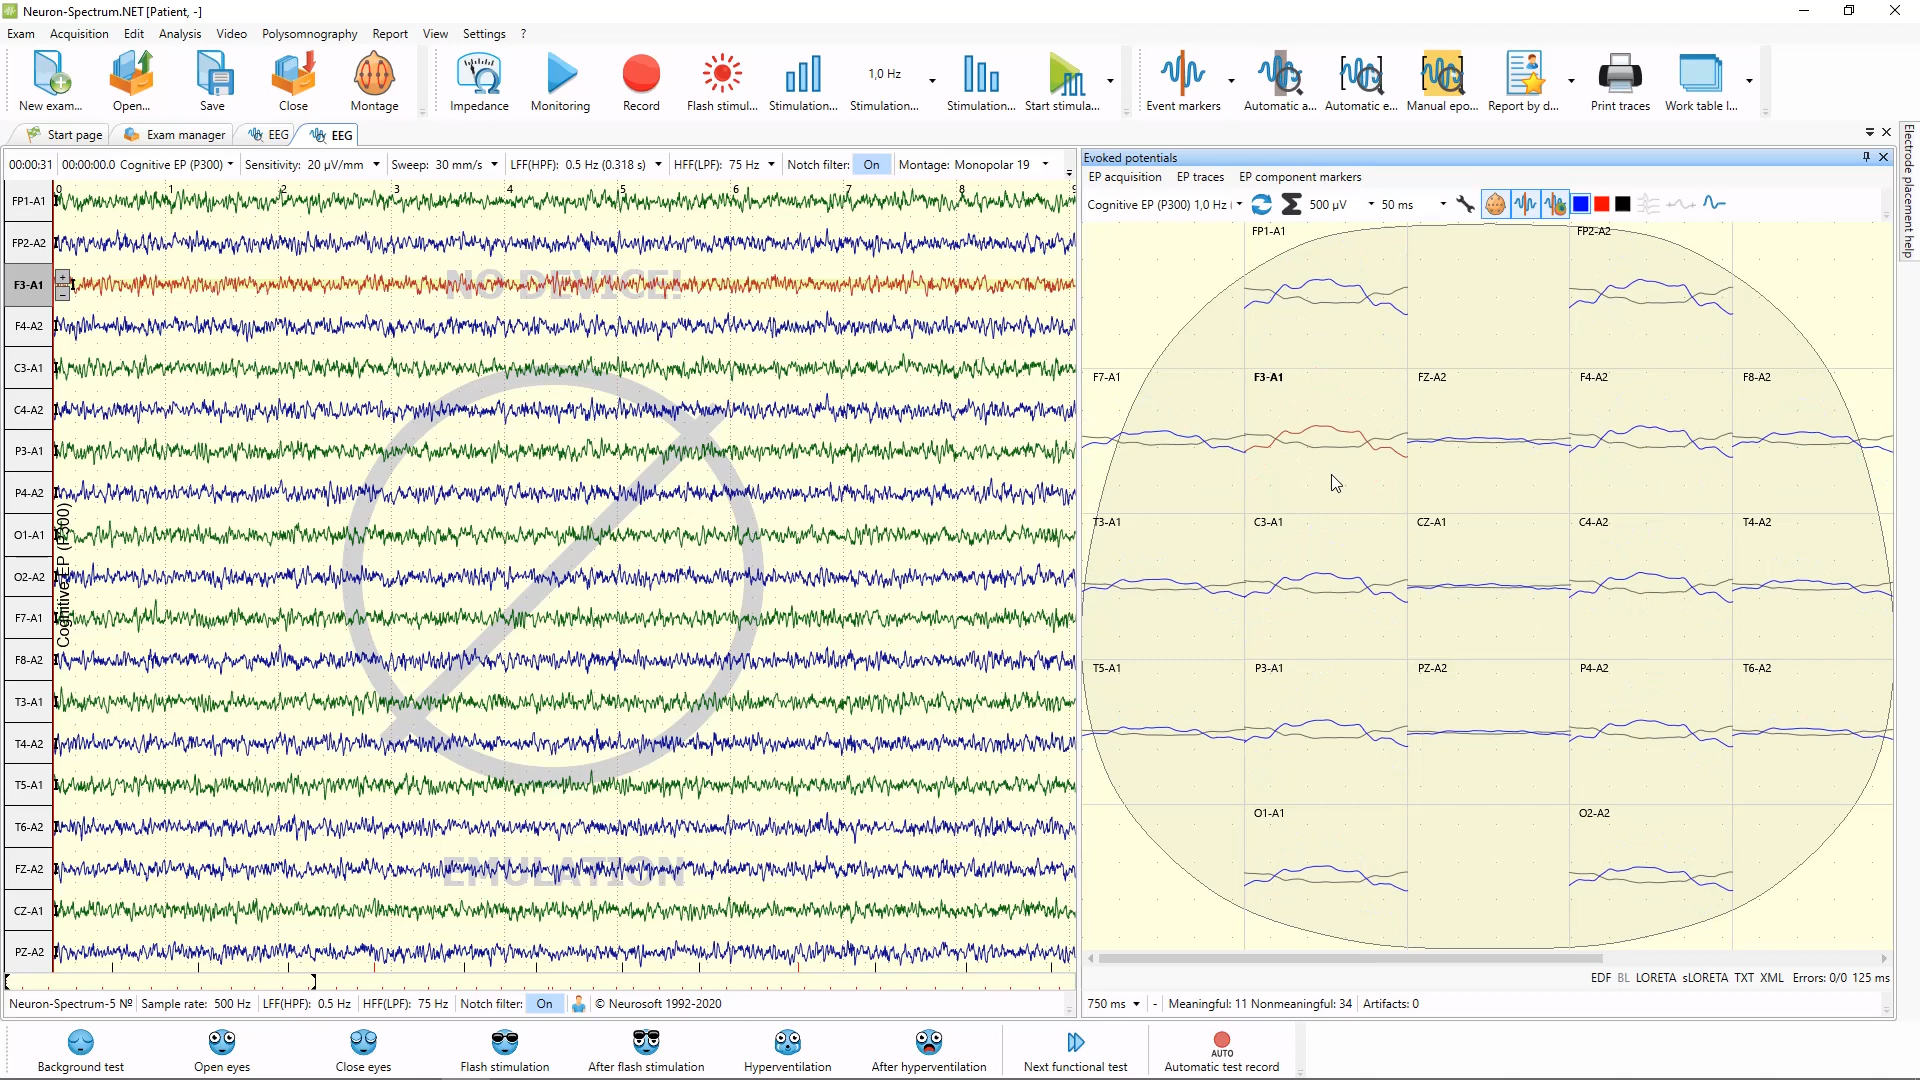 Neuron-Spectrum.NET [Patient, -]
Exam Acquisition Edit Analysis Video Polysomnography Report View Settings ?
New exam... Open... Save Close Montage Impedance Monitoring Record Flash stimul... Stimulation... 1,0 Hz Stimulation... Stimulation... Start stimula... Event markers Automatic a... Automatic e... Manual epo... Report by d... Print traces Work table l...
Start page Exam manager EEG EEG
00:00:31 00:00:00.0 Cognitive EP (P300) Sensitivity: 20 µV/mm Sweep: 30 mm/s LFF(HPF): 0.5 Hz (0.318 s) HFF(LPF): 75 Hz Notch filter: On Montage: Monopolar 19
0 1 2 3 4 5 6 7 8 9
FP1-A1
FP2-A2
F3-A1
+
−
NO DEVICE!
F4-A2
C3-A1
C4-A2
P3-A1
P4-A2
O1-A1
O2-A2
Cognitive EP (P300)
F7-A1
F8-A2
T3-A1
T4-A2
T5-A1
T6-A2
FZ-A2
EMULATION
CZ-A1
PZ-A2
Neuron-Spectrum-5 № Sample rate: 500 Hz LFF(HPF): 0.5 Hz HFF(LPF): 75 Hz Notch filter: On © Neurosoft 1992-2020
Evoked potentials
EP acquisition EP traces EP component markers
Cognitive EP (P300) 1,0 Hz ( 500 µV 50 ms
FP1-A1 FP2-A2
F7-A1 F3-A1 FZ-A2 F4-A2 F8-A2
T3-A1 C3-A1 CZ-A1 C4-A2 T4-A2
T5-A1 P3-A1 PZ-A2 P4-A2 T6-A2
O1-A1 O2-A2
EDF BL LORETA sLORETA TXT XML Errors: 0/0 125 ms
750 ms - Meaningful: 11 Nonmeaningful: 34 Artifacts: 0
Electrode placement help
Background test Open eyes Close eyes Flash stimulation After flash stimulation Hyperventilation After hyperventilation Next functional test AUTO Automatic test record